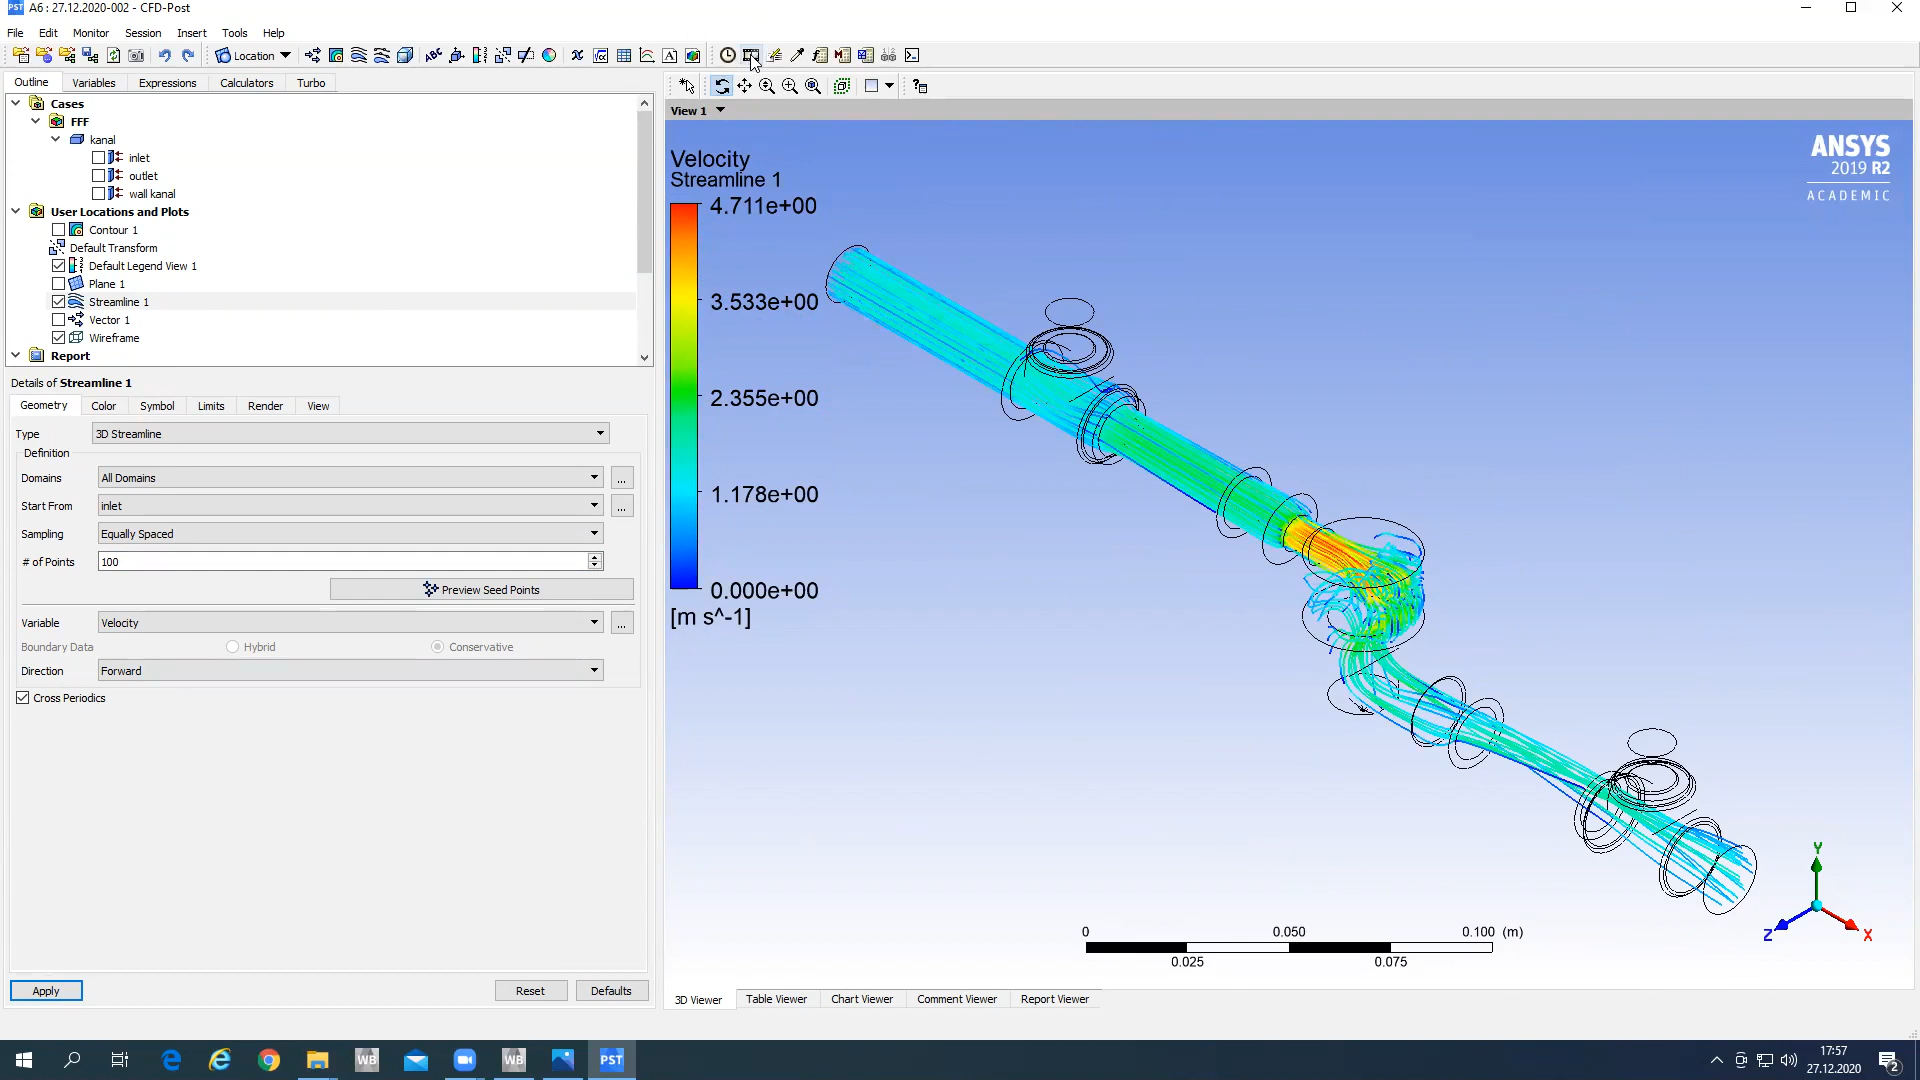 PST A6 : 27.12.2020-002 - CFD-Post
File Edit Monitor Session Insert Tools Help
Location
Outline Variables Expressions Calculators Turbo
Cases
FFF
kanal
inlet
outlet
wall kanal
User Locations and Plots
Contour 1
Default Transform
Default Legend View 1
Plane 1
Streamline 1
Vector 1
Wireframe
Report
Details of Streamline 1
Geometry Color Symbol Limits Render View
Type 3D Streamline
Definition
Domains All Domains ...
Start From inlet ...
Sampling Equally Spaced
# of Points 100
Preview Seed Points
Variable Velocity ...
Boundary Data Hybrid Conservative
Direction Forward
Cross Periodics
Apply Reset Defaults
View 1
Velocity
Streamline 1
4.711e+00
3.533e+00
2.355e+00
1.178e+00
0.000e+00
[m s^-1]
ANSYS
2019 R2
ACADEMIC
0 0.050 0.100 (m)
0.025 0.075
Y
Z X
3D Viewer Table Viewer Chart Viewer Comment Viewer Report Viewer
WB WB PST
17:57
27.12.2020
2